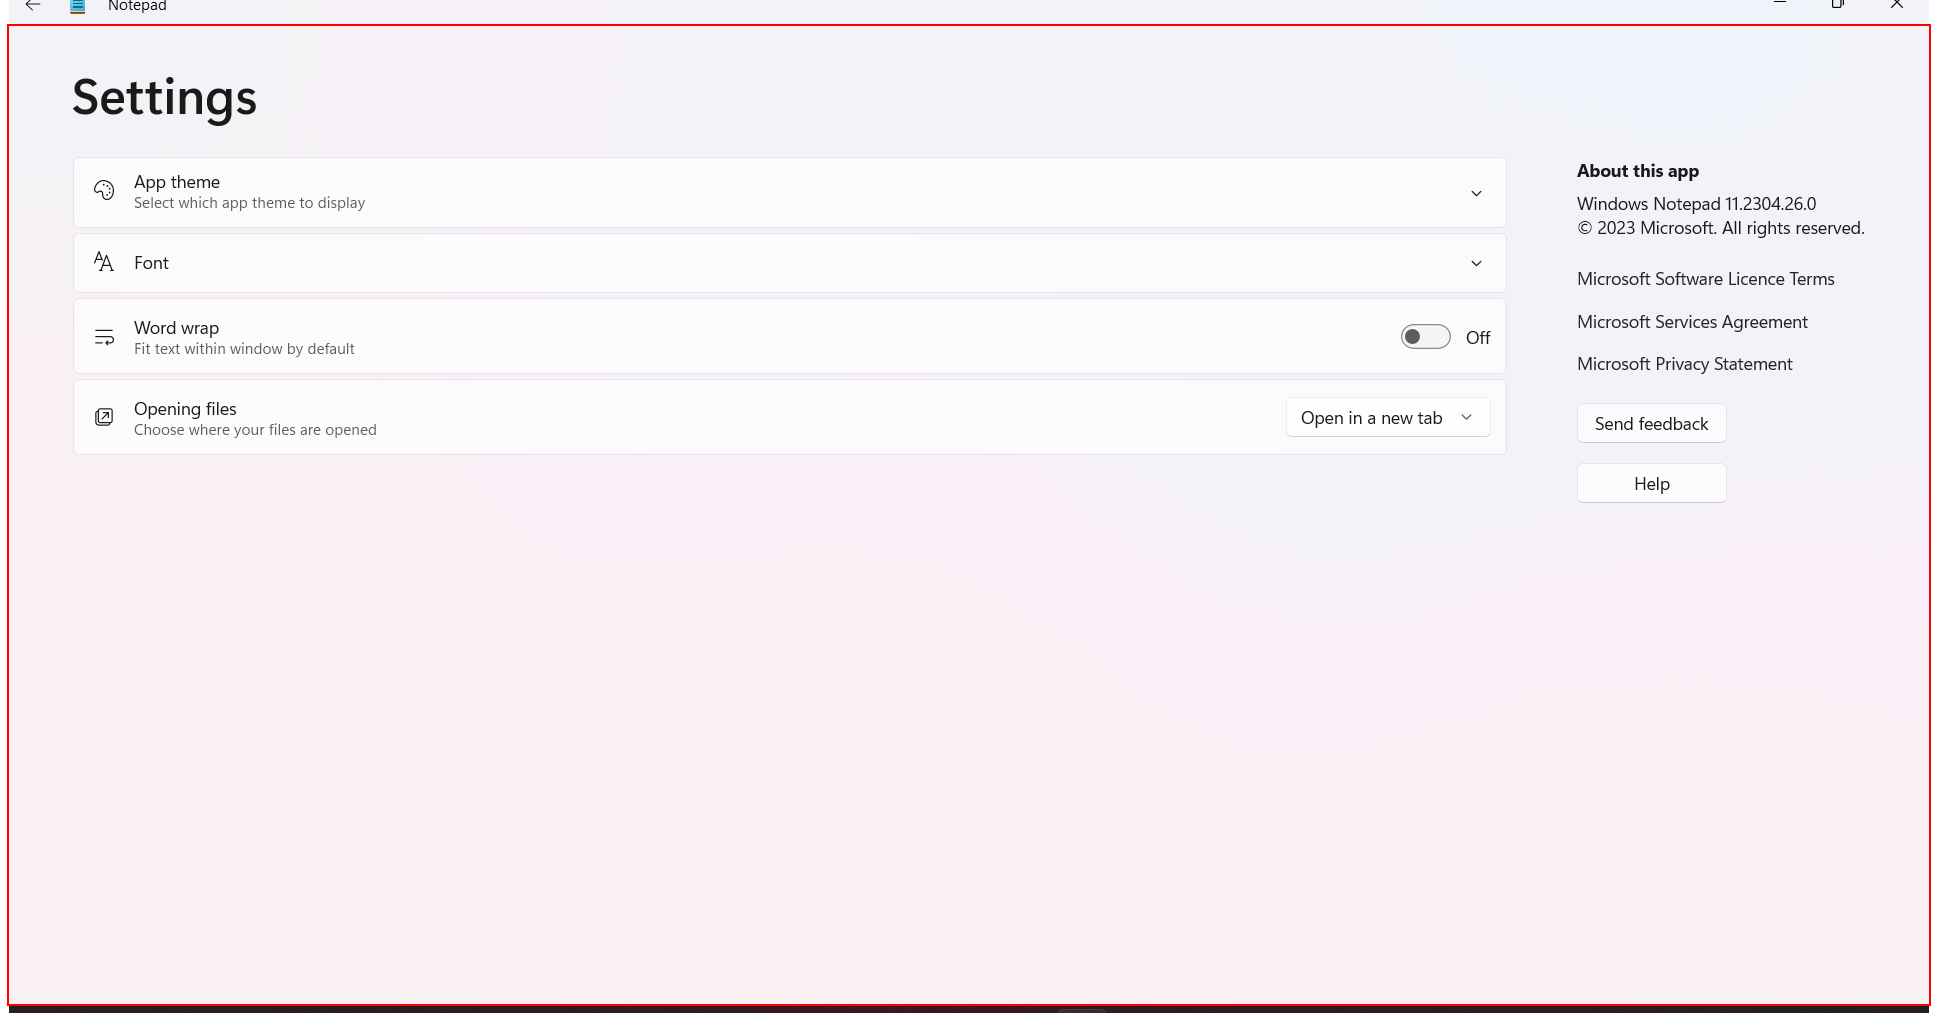 Notepad
Settings
App theme
Select which app theme to display
Font
Word wrap
Fit text within window by default
Off
Opening files
Choose where your files are opened
Open in a new tab
About this app
Windows Notepad 11.2304.26.0
© 2023 Microsoft. All rights reserved.
Microsoft Software Licence Terms
Microsoft Services Agreement
Microsoft Privacy Statement
Send feedback
Help